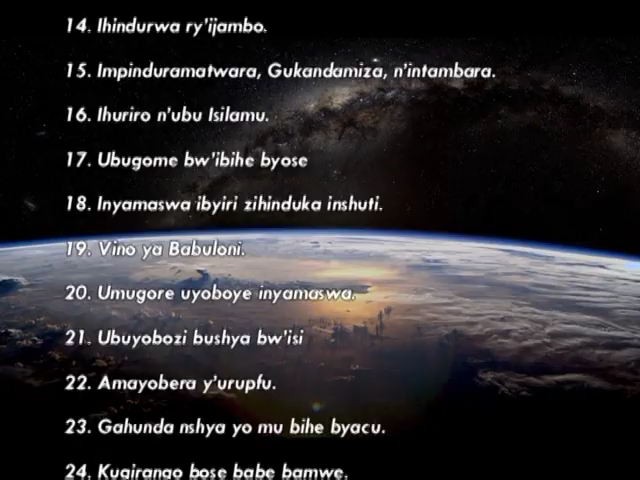 14. Ihindurwa ry'ijambo.
15. Impinduramatwara, Gukandamiza, n'intambara.
16. Ihuriro n'ubu Isilamu.
17. Ubugome bw'ibihe byose
18. Inyamaswa ibyiri zihinduka inshuti.
19. Vino ya Babuloni.
20. Umugore uyoboye inyamaswa.
21. Ubuyobozi bushya bw'isi
22. Amayobera y'urupfu.
23. Gahunda nshya yo mu bihe byacu.
24. Kugirango bose babe bamwe.